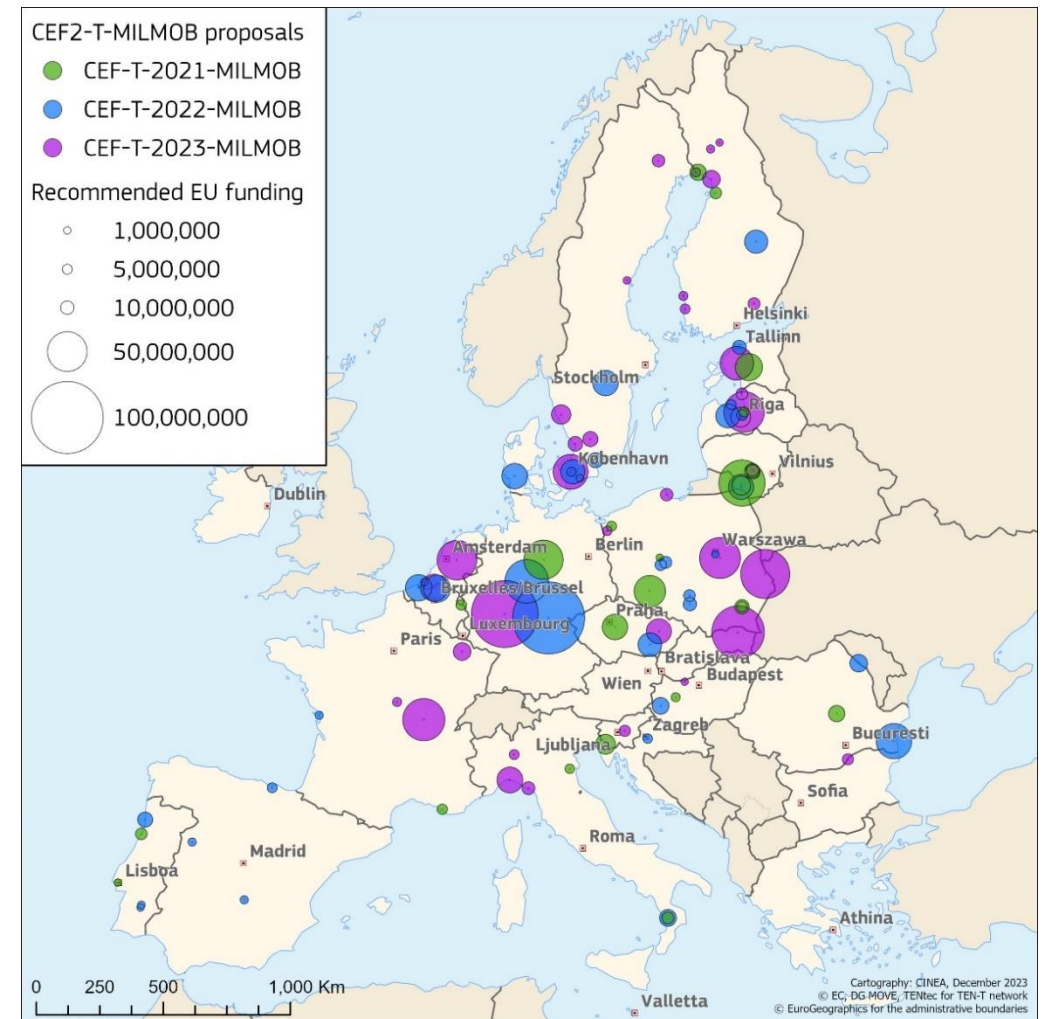 CEF2-T-MILMOB proposals
CEF-T-2021-MILMOB
CEF-T-2022-MILMOB
CEF-T-2023-MILMOB
Recommended EU funding
1,000,000
5,000,000
10,000,000
50,000,000
100,000,000
Helsinki
Tallinn
Stockholm
Riga
København
Vilnius
Dublin
Amsterdam
Berlin
Warszawa
Bruxelles/Brussel
Praha
Luxembourg
Paris
Bratislava
Wien
Budapest
Zagreb
Ljubljana
Bucuresti
Sofia
Roma
Madrid
Lisboa
Athina
Valletta
0 250 500 1,000 Km
Cartography: CINEA, December 2023
© EC, DG MOVE, TENtec for TEN-T network
© EuroGeographics for the administrative boundaries